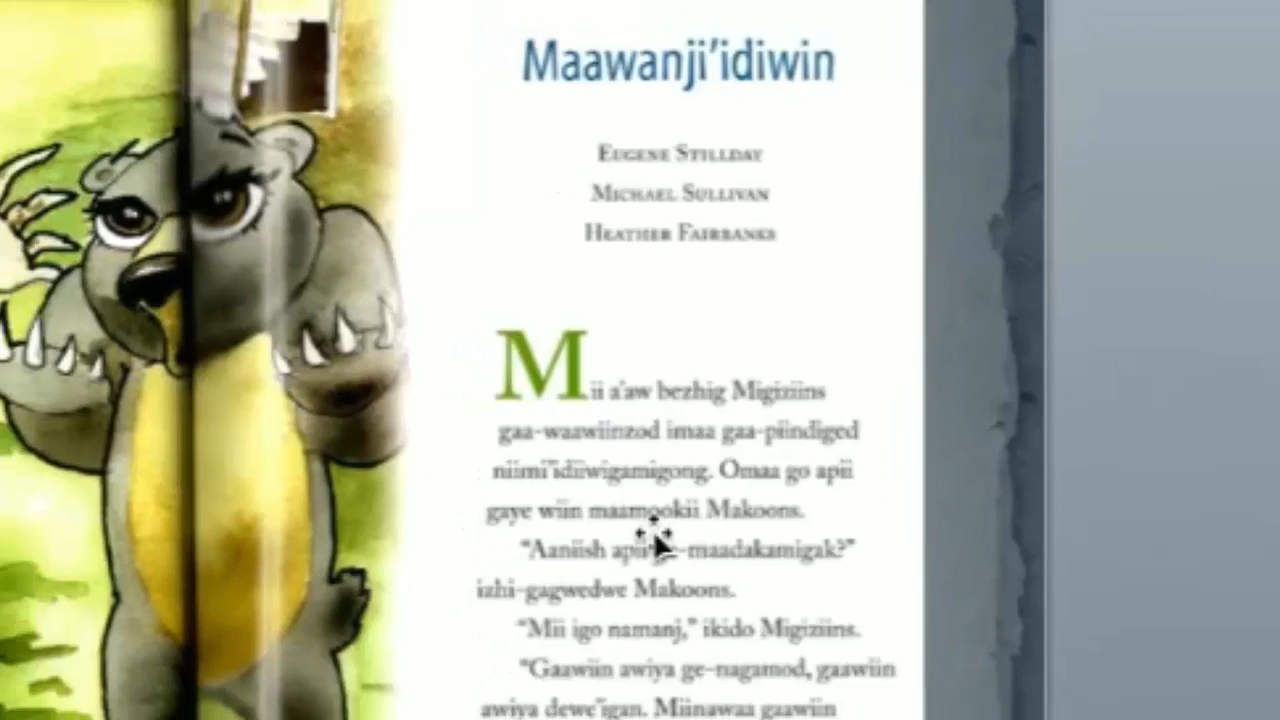 Maawanji'idiwin
Eugene Stillday
Michael Sullivan
Heather Fairbanks
Mii a'aw bezhig Migiziins
gaa-waawiinzod imaa gaa-piindiged
niimi'idiiwigamigong. Omaa go apii
gaye wiin maamookii Makoons.
"Aaniish apii ge-maadakamigak?"
izhi-gagwedwe Makoons.
"Mii igo namanj," ikido Migiziins.
"Gaawiin awiya ge-nagamod, gaawiin
awiya dewe'igan. Miinawaa gaawiin